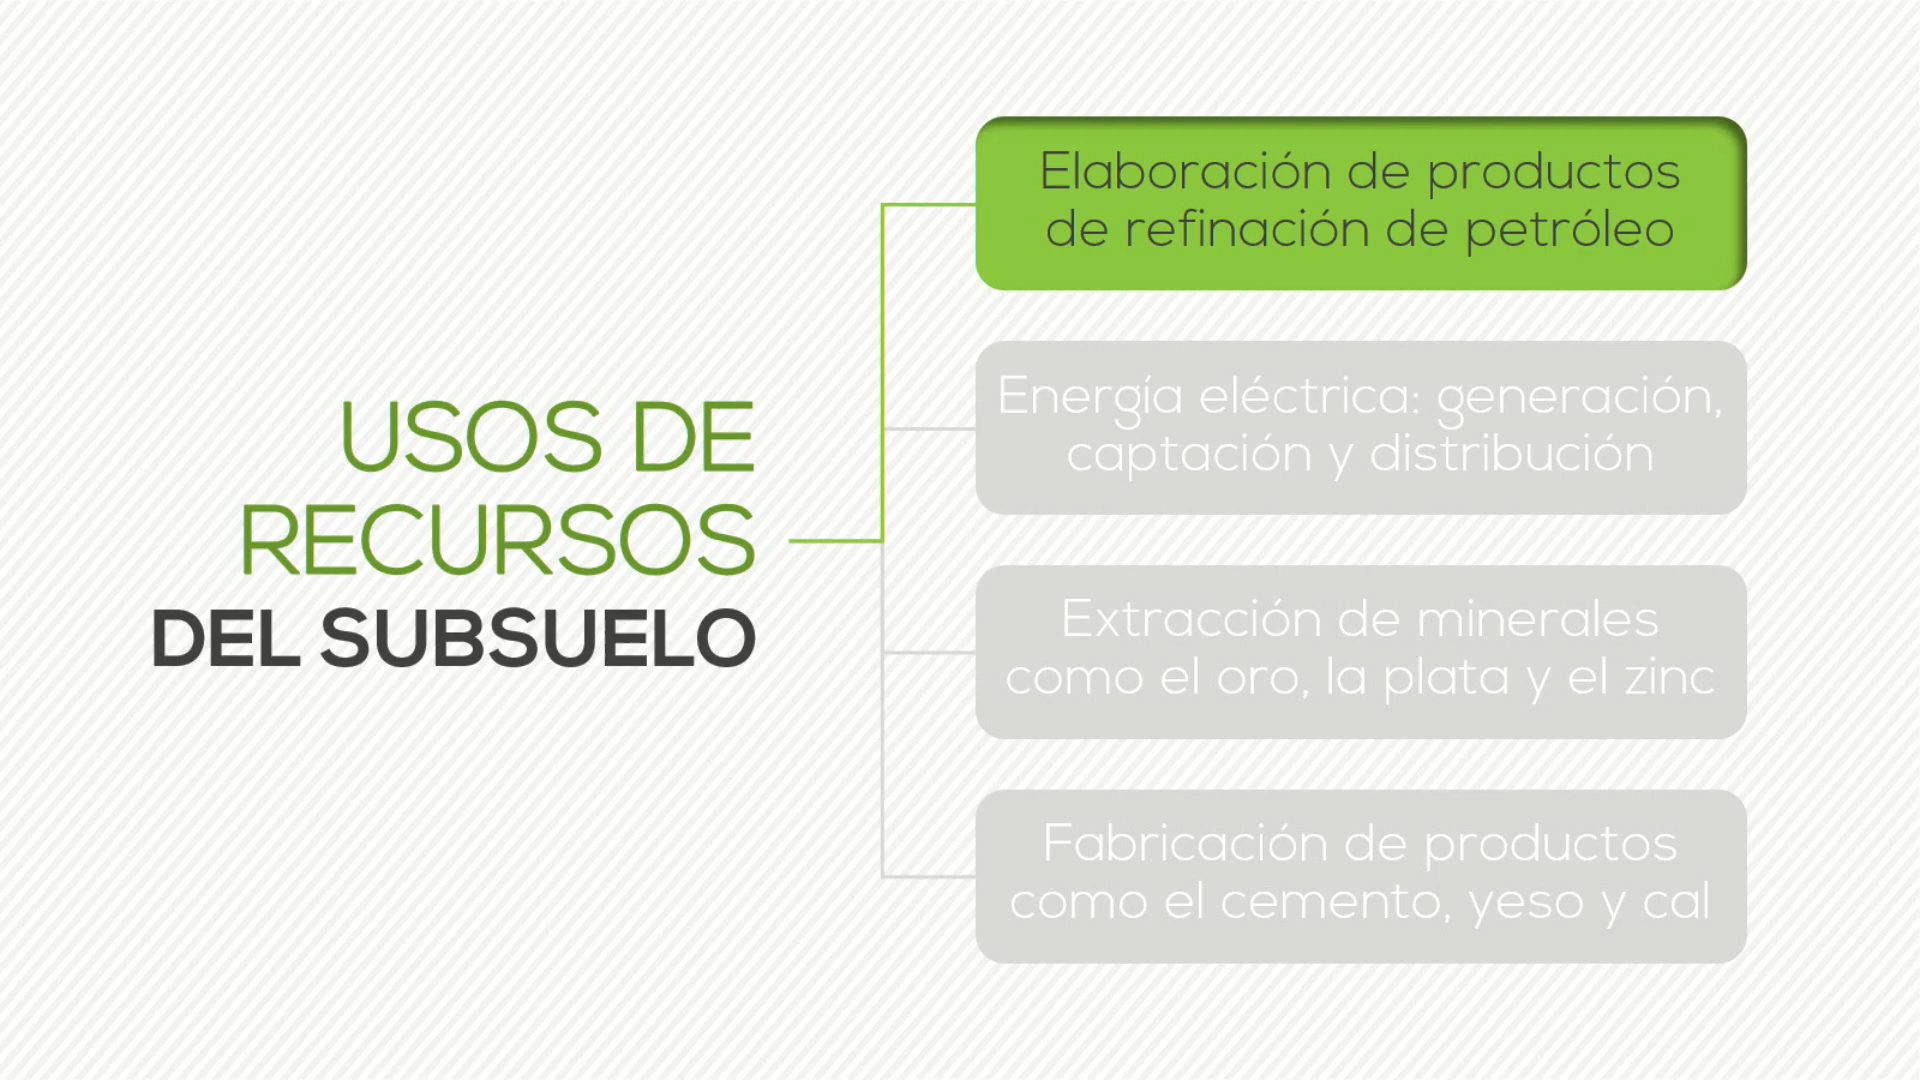 USOS DE
RECURSOS
DEL SUBSUELO
Elaboración de productos
de refinación de petróleo
Energía eléctrica: generación,
captación y distribución
Extracción de minerales
como el oro, la plata y el zinc
Fabricación de productos
como el cemento, yeso y cal